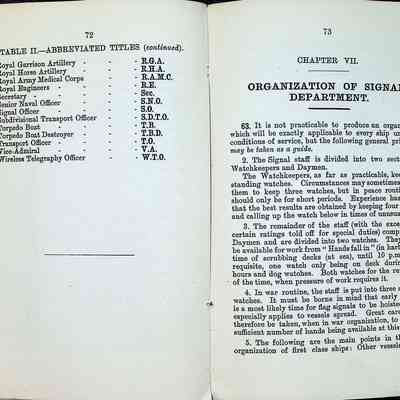 72
TABLE II.—ABBREVIATED TITLES (continued).
Royal Garrison Artillery - - - R.G.A.
Royal Horse Artillery - - - R.H.A.
Royal Army Medical Corps - - - R.A.M.C.
Royal Engineers - - - R.E.
Secretary - - - Sec.
Senior Naval Officer - - - S.N.O.
Signal Officer - - - S.O.
Subdivisional Transport Officer - - S.D.T.O.
Torpedo Boat - - - T.B.
Torpedo Boat Destroyer - - - T.B.D.
Transport Officer - - - T.O.
Vice-Admiral - - - V.A.
Wireless Telegraphy Officer - - W.T.O.
73
CHAPTER VII.
ORGANIZATION OF SIGNAL
DEPARTMENT.
63. It is not practicable to produce an organ
which will be exactly applicable to every ship un
conditions of service, but the following general pri
may be taken as a guide.
2. The Signal staff is divided into two sect
Watchkeepers and Daymen.
The Watchkeepers, as far as practicable, kee
standing watches. Circumstances may sometimes
them to keep three watches, but in peace routin
should only be for short periods. Experience has
that the best results are obtained by keeping four
and calling up the watch below in times of unusua
3. The remainder of the staff (with the excep
certain ratings told off for special duties) comp
Daymen and are divided into two watches. They
be available for work from "Hands fall in" (in harb
time of scrubbing decks (at sea), until 10 p.m
requisite, one watch only being on deck durin
hours and dog watches. Both watches for the re
of the time, when pressure of work requires it.
4. In war routine, the staff is put into three o
watches. It must be borne in mind that early
is a most likely time for flag signals to be hoiste
especially applies to vessels spread. Great care
therefore be taken, when in war organization, to
sufficient number of hands being available at this
5. The following are the main points in th
organization of first class ships: Other vessels